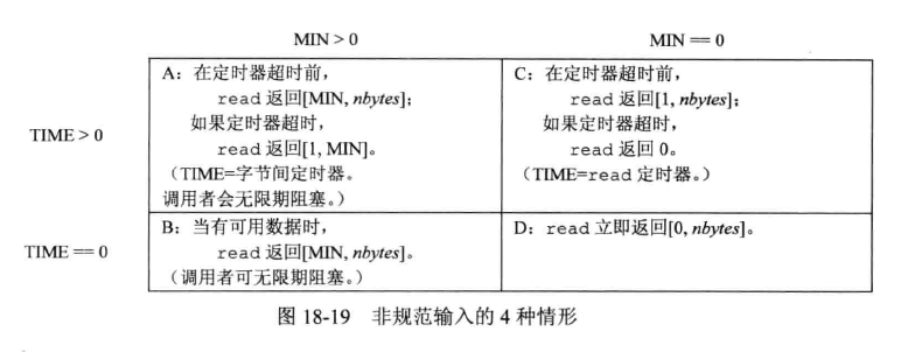 MIN > 0
MIN == 0
TIME > 0
A：在定时器超时前，
read 返回[MIN, nbytes]；
如果定时器超时，
read 返回[1, MIN]。
（TIME=字节间定时器。
调用者会无限期阻塞。）
C：在定时器超时前，
read 返回[1, nbytes]；
如果定时器超时，
read 返回 0。
（TIME=read 定时器。）
TIME == 0
B：当有可用数据时，
read 返回[MIN, nbytes]。
（调用者可无限期阻塞。）
D：read 立即返回[0, nbytes]。
图 18-19 非规范输入的 4 种情形